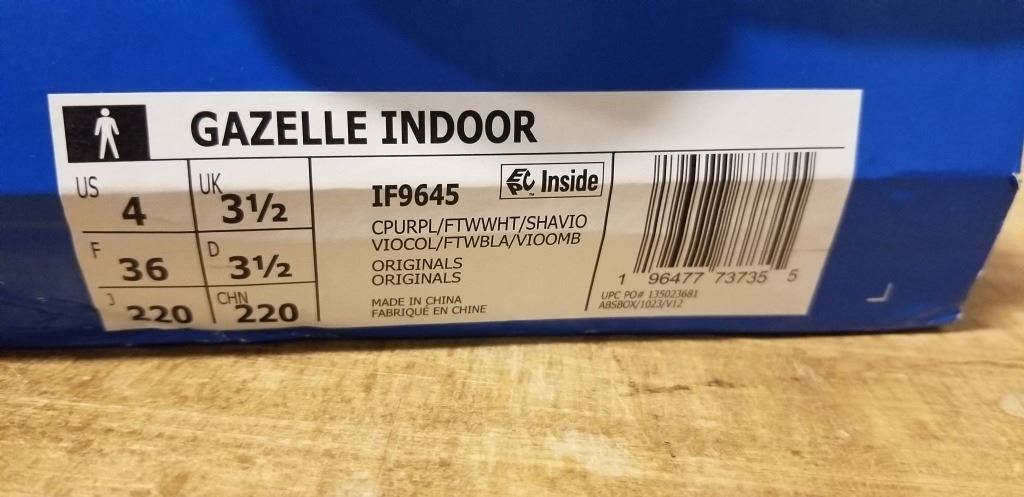 GAZELLE INDOOR
US 4
UK 3½
F 36
D 3½
J 220
CHN 220
IF9645
EPC Inside
™
CPURPL/FTWWHT/SHAVIO
VIOCOL/FTWBLA/VIOOMB
ORIGINALS
ORIGINALS
MADE IN CHINA
FABRIQUÉ EN CHINE
1 96477 73735 5
UPC PO# 135023681
ABSBOX/1023/V12